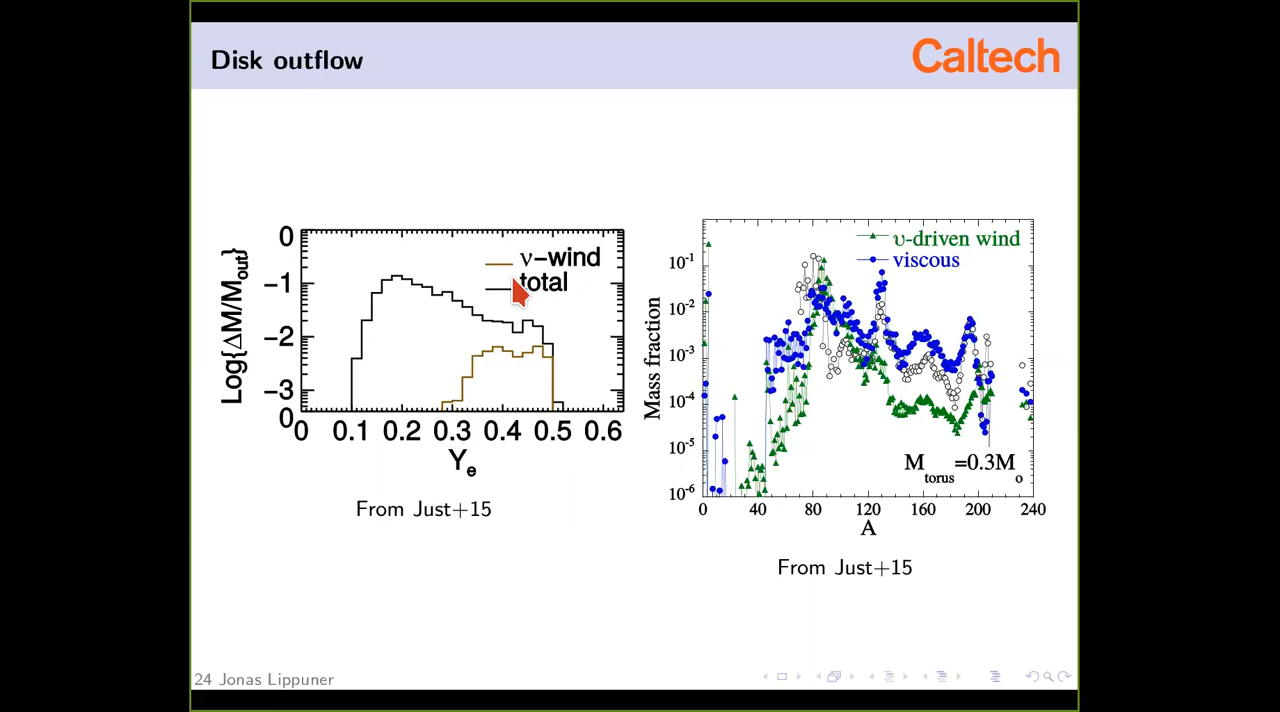 Disk outflow
Caltech
Log{ΔM/Mout}
0
−1
−2
−3
0
ν−wind
total
0 0.1 0.2 0.3 0.4 0.5 0.6
Ye
From Just+15
Mass fraction
10-1
10-2
10-3
10-4
10-5
10-6
υ-driven wind
viscous
Mtorus=0.3Mo
0 40 80 120 160 200 240
A
From Just+15
24 Jonas Lippuner